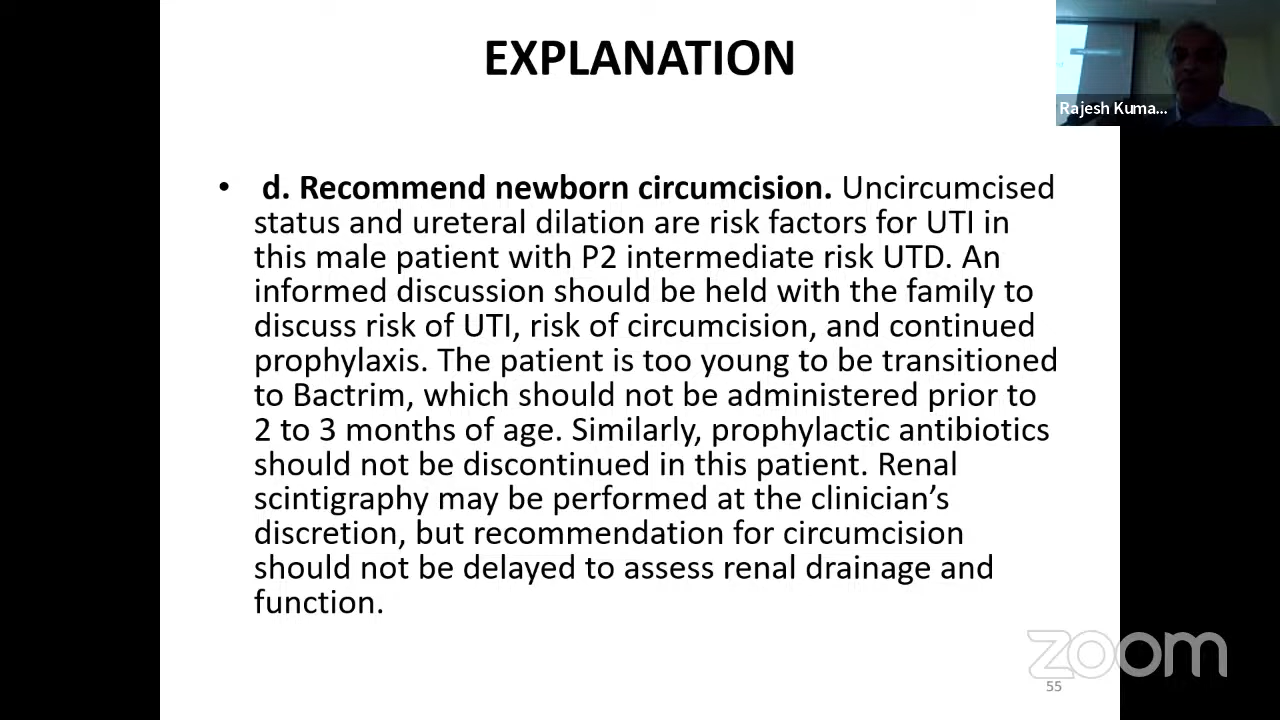 EXPLANATION
Rajesh Kuma...
• d. Recommend newborn circumcision. Uncircumcised
status and ureteral dilation are risk factors for UTI in
this male patient with P2 intermediate risk UTD. An
informed discussion should be held with the family to
discuss risk of UTI, risk of circumcision, and continued
prophylaxis. The patient is too young to be transitioned
to Bactrim, which should not be administered prior to
2 to 3 months of age. Similarly, prophylactic antibiotics
should not be discontinued in this patient. Renal
scintigraphy may be performed at the clinician’s
discretion, but recommendation for circumcision
should not be delayed to assess renal drainage and
function.
zoom
55